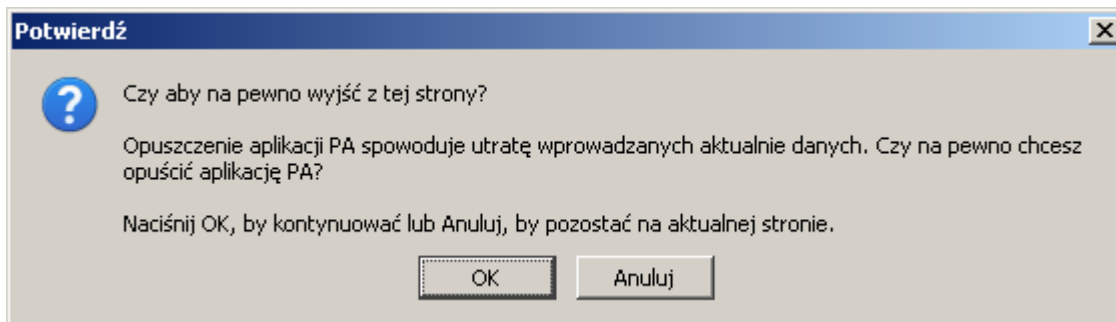 Potwierdź
Czy aby na pewno wyjść z tej strony?
Opuszczenie aplikacji PA spowoduje utratę wprowadzanych aktualnie danych. Czy na pewno chcesz
opuścić aplikację PA?
Naciśnij OK, by kontynuować lub Anuluj, by pozostać na aktualnej stronie.
OK Anuluj